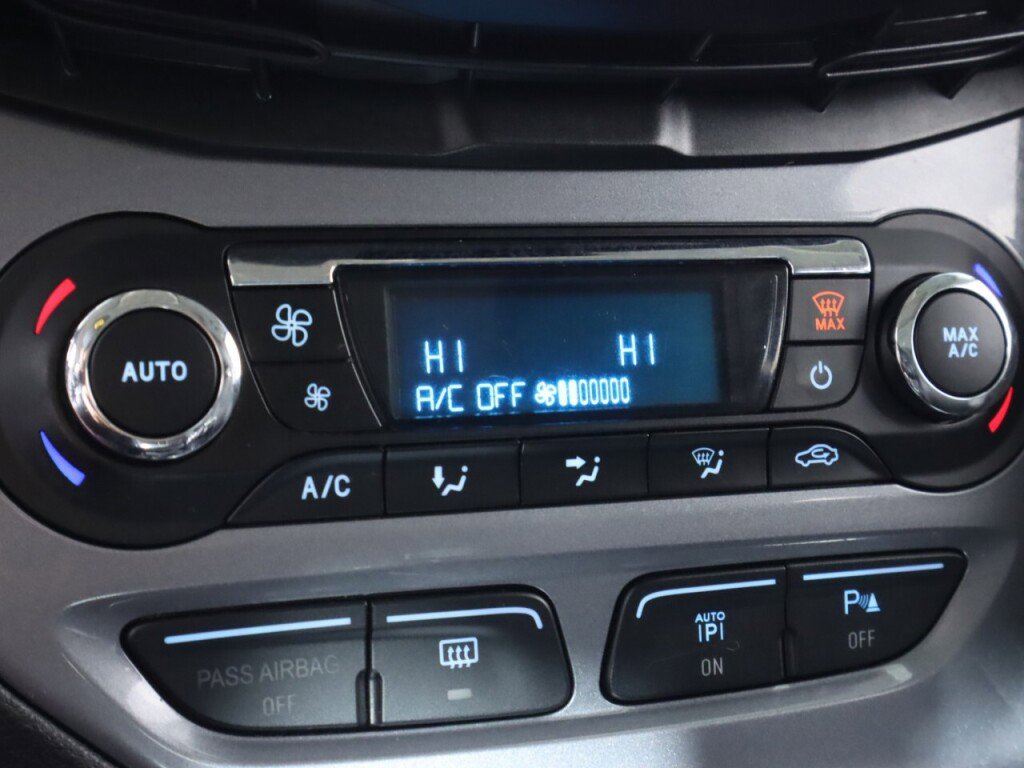 HI HI
A/C OFF
AUTO
MAX
MAX
A/C
A/C
PASS AIRBAG
OFF
AUTO
|P|
ON
P
OFF